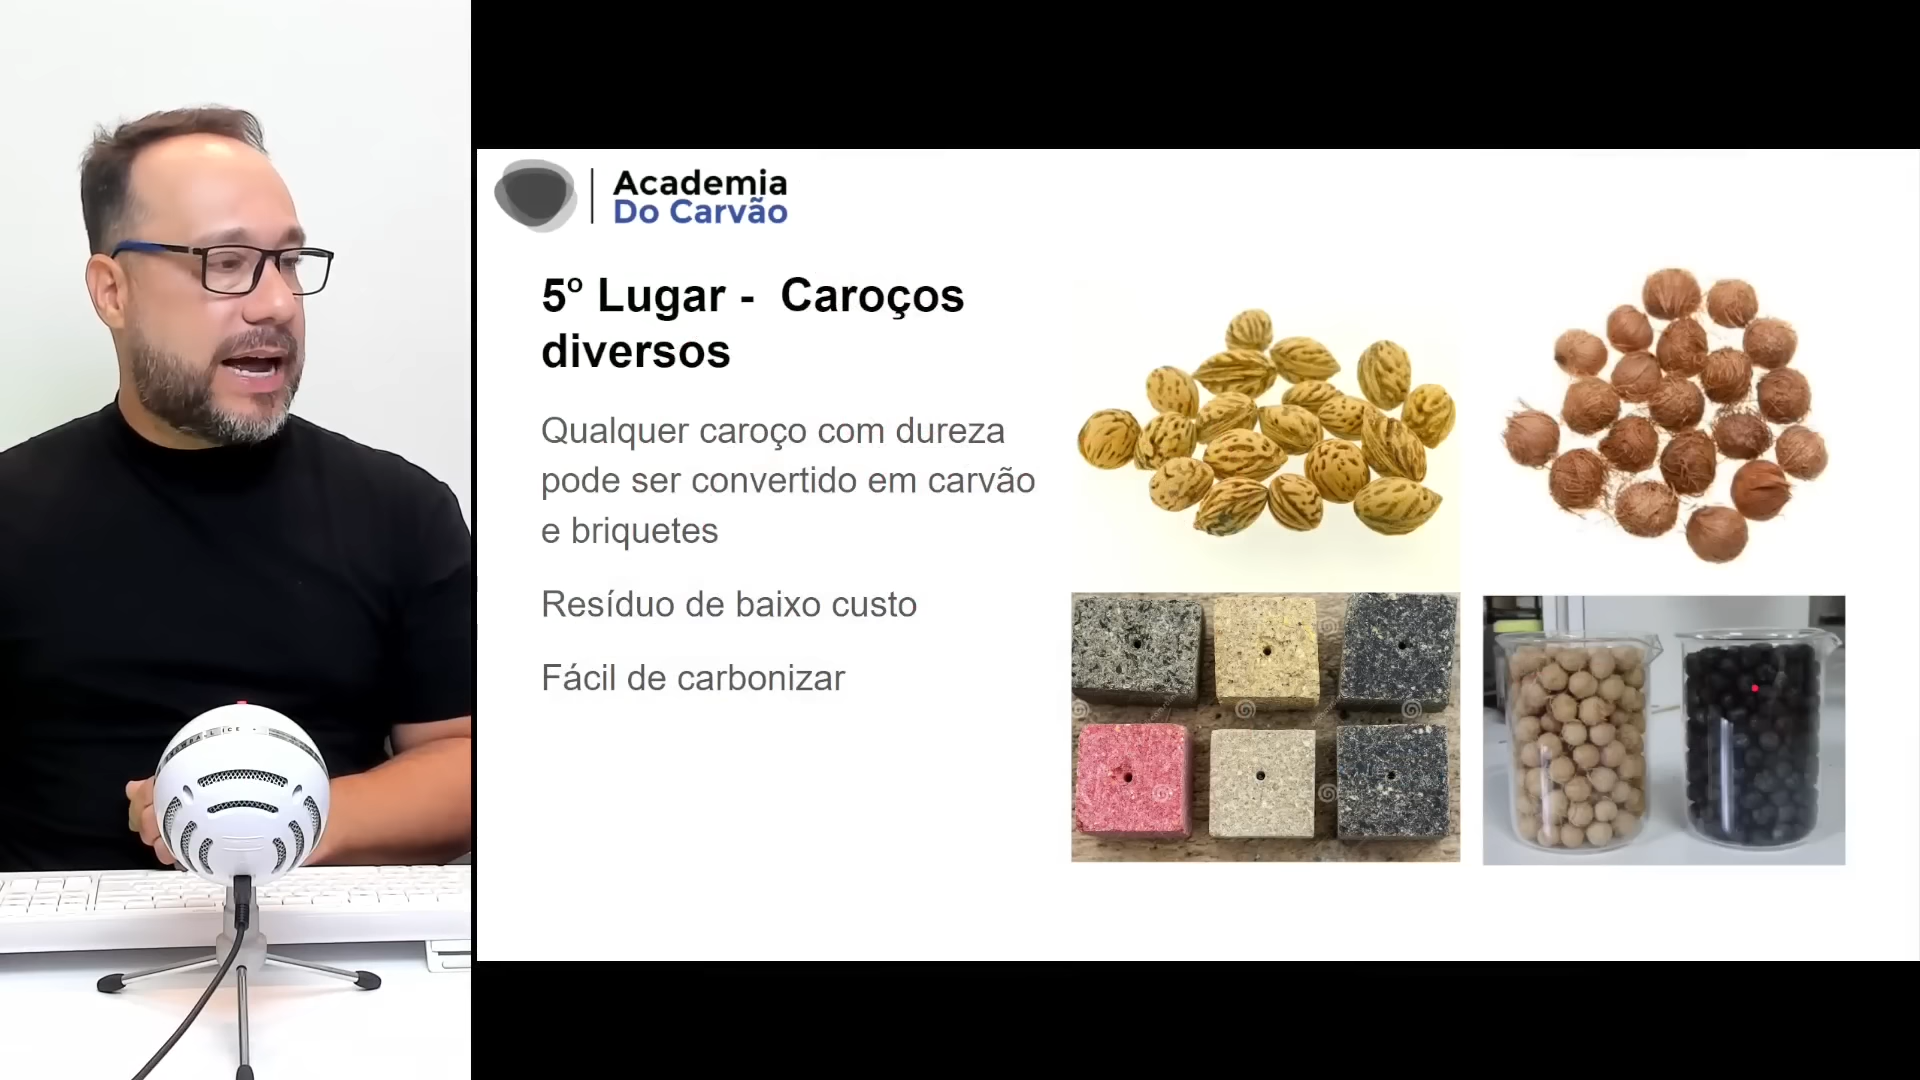 Academia
Do Carvão
5º Lugar - Caroços
diversos
Qualquer caroço com dureza
pode ser convertido em carvão
e briquetes
Resíduo de baixo custo
Fácil de carbonizar